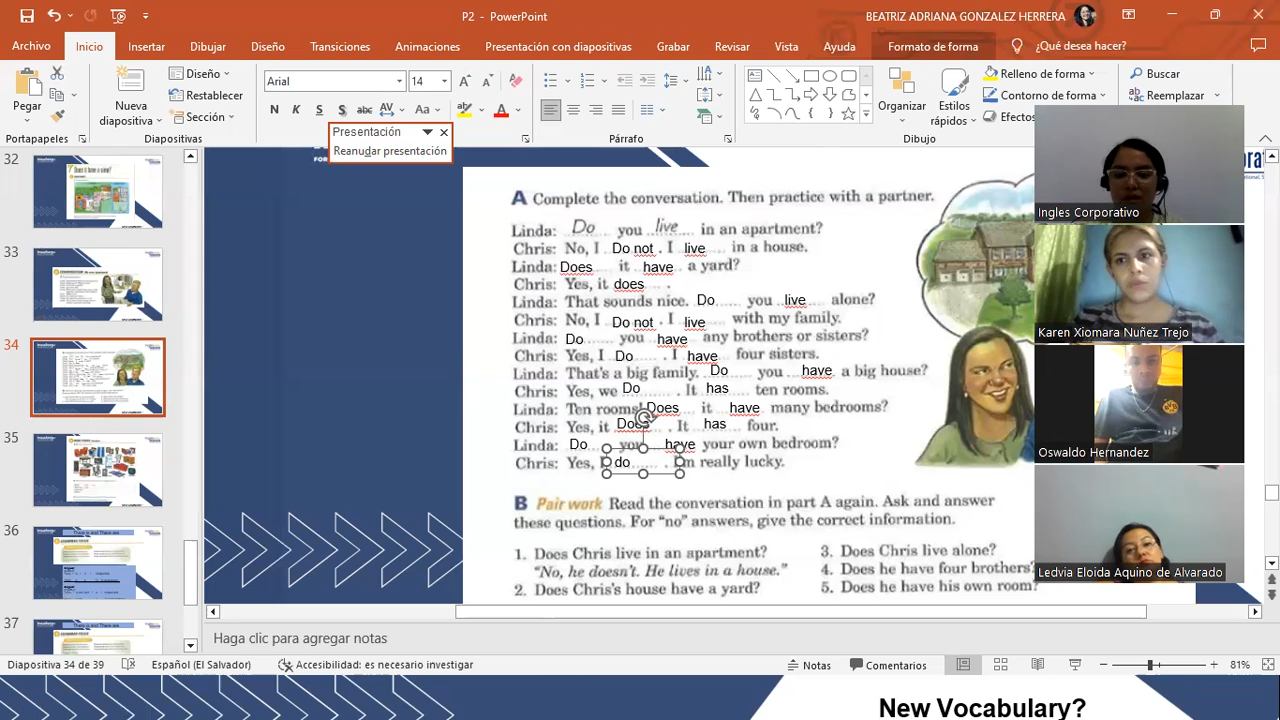 P2 - PowerPoint
BEATRIZ ADRIANA GONZALEZ HERRERA
Archivo Inicio Insertar Dibujar Diseño Transiciones Animaciones Presentación con diapositivas Grabar Revisar Vista Ayuda Formato de forma ¿Qué desea hacer?
Pegar
Portapapeles
Nueva diapositiva
Diseño
Restablecer
Sección
Diapositivas
Arial 14
N K S S abc AV Aa A
Presentación
Reanudar presentación
Párrafo
Organizar
Estilos rápidos
Relleno de forma
Contorno de forma
Efectos
Dibujo
Buscar
Reemplazar
32
33
34
35
36
37
A Complete the conversation. Then practice with a partner.
Linda: Do you live in an apartment?
Chris: No, I Do not . I live in a house.
Linda: Does it have a yard?
Chris: Yes, it does .
Linda: That sounds nice. Do you live alone?
Chris: No, I Do not . I live with my family.
Linda: Do you have any brothers or sisters?
Chris: Yes, I Do . I have four sisters.
Linda: That's a big family. Do you have a big house?
Chris: Yes, we Do . It has ten rooms.
Linda: Ten rooms! Does it have many bedrooms?
Chris: Yes, it Does . It has four.
Linda: Do you have your own bedroom?
Chris: Yes, I do . I'm really lucky.
B Pair work Read the conversation in part A again. Ask and answer
these questions. For "no" answers, give the correct information.
1. Does Chris live in an apartment?
"No, he doesn't. He lives in a house."
2. Does Chris's house have a yard?
3. Does Chris live alone?
4. Does he have four brothers?
5. Does he have his own room?
Ingles Corporativo
Karen Xiomara Nuñez Trejo
Oswaldo Hernandez
Ledvia Eloida Aquino de Alvarado
Haga clic para agregar notas
Diapositiva 34 de 39 Español (El Salvador) Accesibilidad: es necesario investigar Notas Comentarios 81%
New Vocabulary?